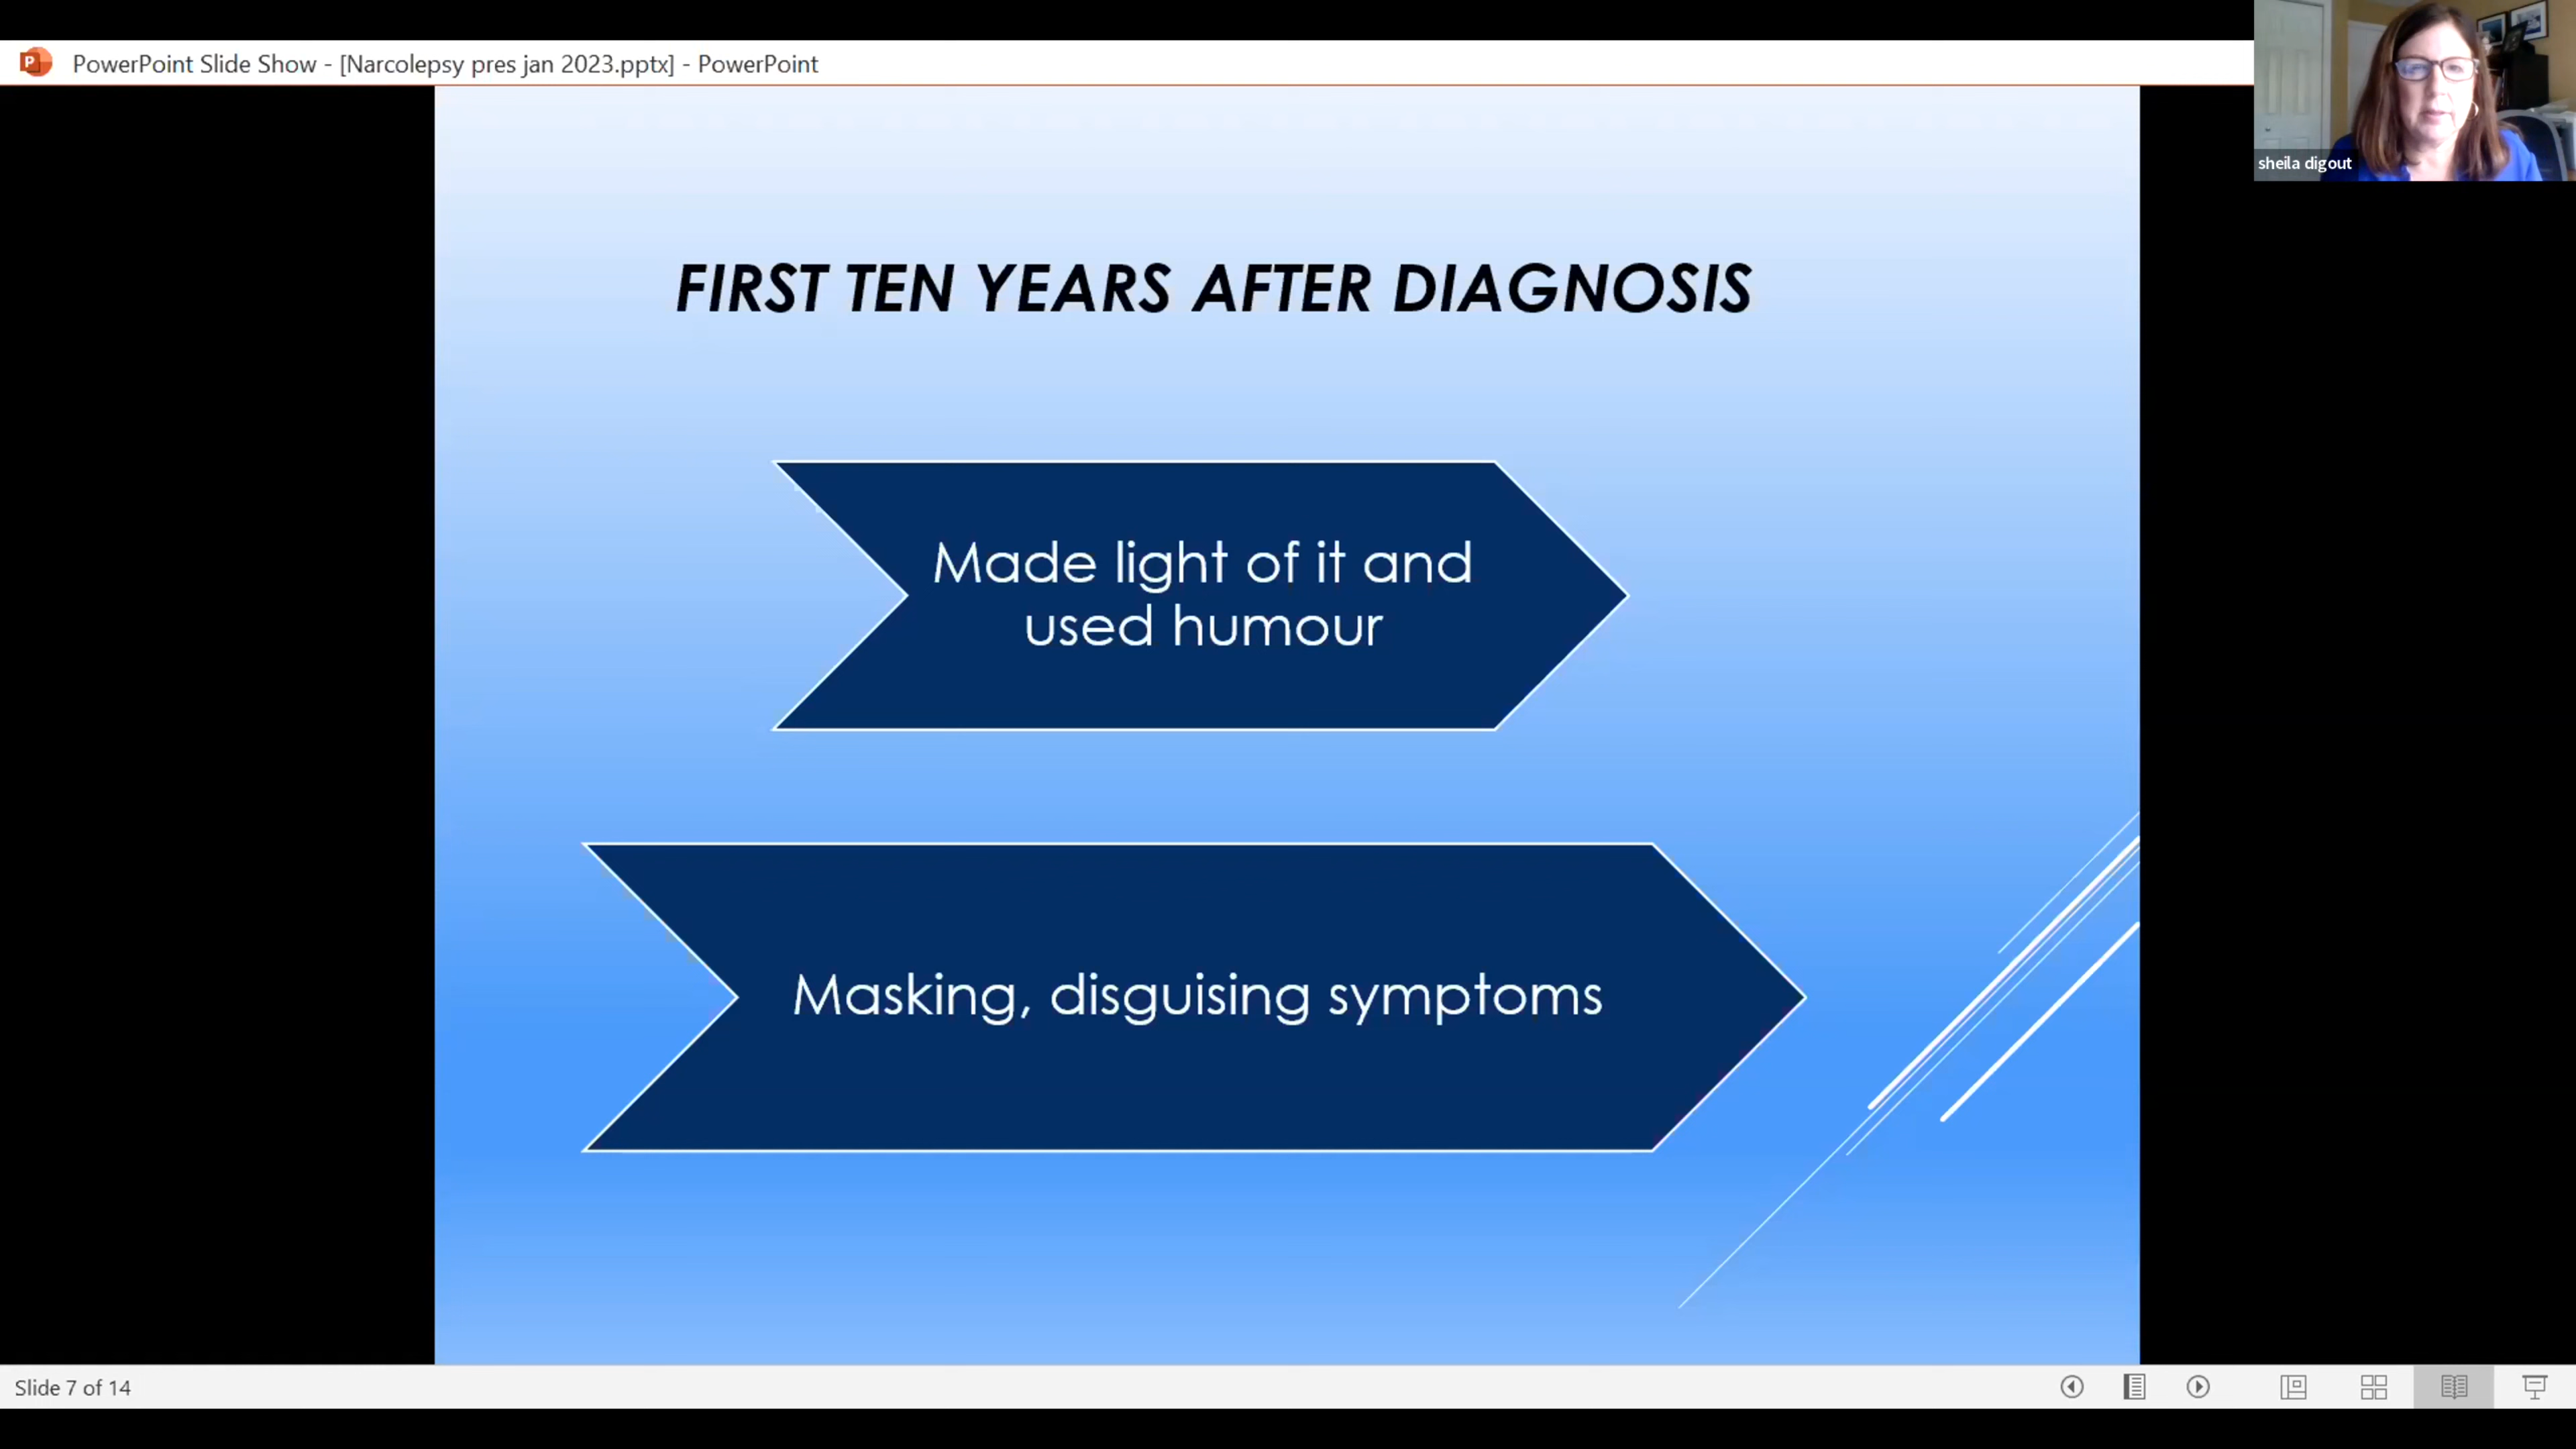 PowerPoint Slide Show - [Narcolepsy pres jan 2023.pptx] - PowerPoint
sheila digout
FIRST TEN YEARS AFTER DIAGNOSIS
Made light of it and
used humour
Masking, disguising symptoms
Slide 7 of 14